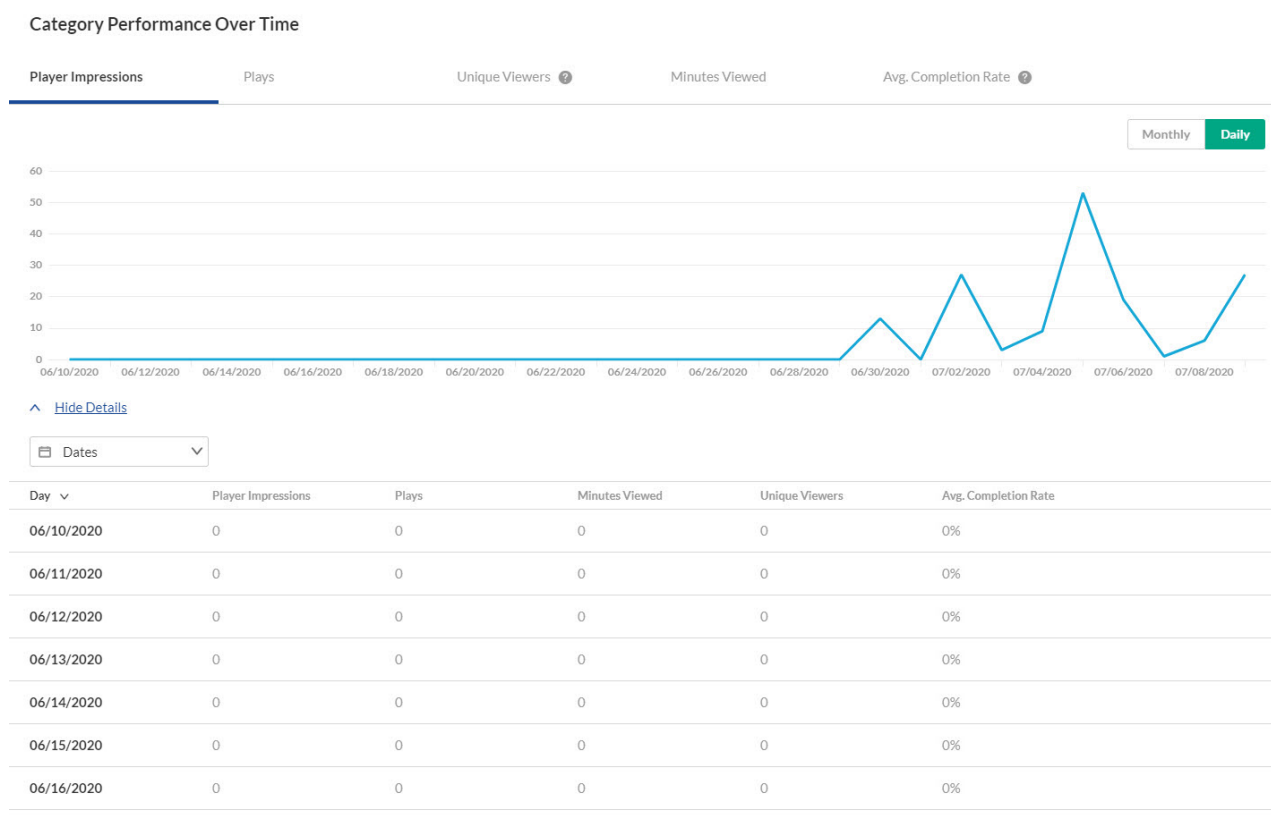 Category Performance Over Time
Player Impressions Plays Unique Viewers ? Minutes Viewed Avg. Completion Rate ?
Monthly Daily
60
50
40
30
20
10
0
06/10/2020 06/12/2020 06/14/2020 06/16/2020 06/18/2020 06/20/2020 06/22/2020 06/24/2020 06/26/2020 06/28/2020 06/30/2020 07/02/2020 07/04/2020 07/06/2020 07/08/2020
Hide Details
Dates
Day Player Impressions Plays Minutes Viewed Unique Viewers Avg. Completion Rate
06/10/2020 0 0 0 0 0%
06/11/2020 0 0 0 0 0%
06/12/2020 0 0 0 0 0%
06/13/2020 0 0 0 0 0%
06/14/2020 0 0 0 0 0%
06/15/2020 0 0 0 0 0%
06/16/2020 0 0 0 0 0%